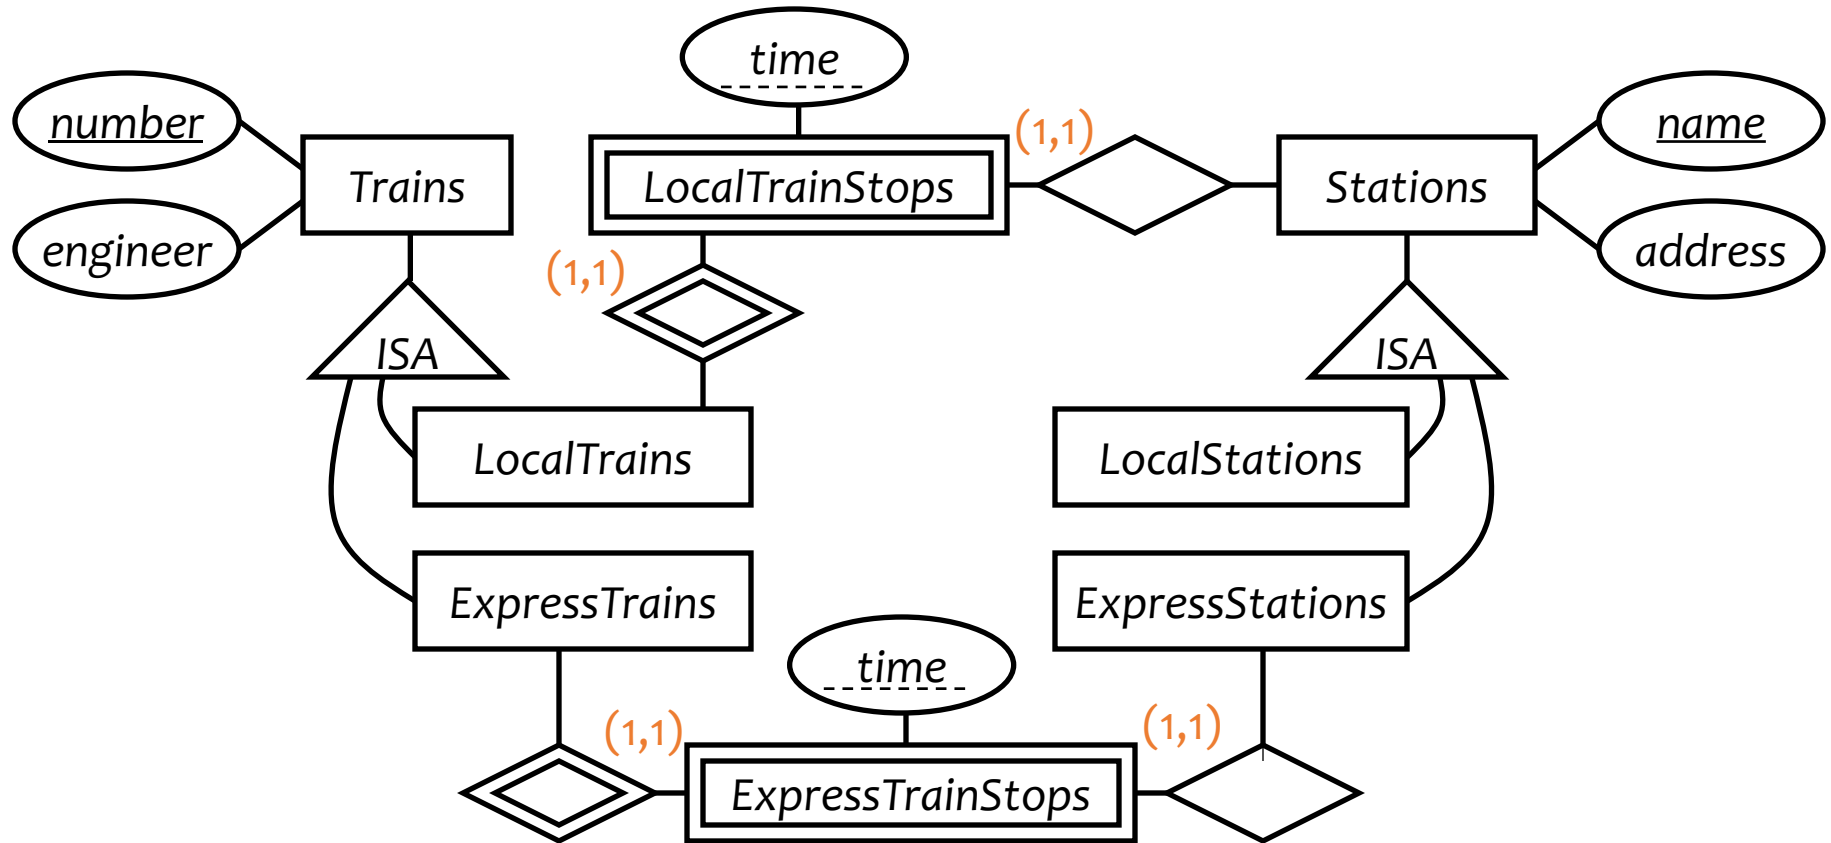 time
number
(1,1)
name
Trains
LocalTrainStops
Stations
engineer
(1,1)
address
ISA
ISA
LocalTrains
LocalStations
ExpressTrains
ExpressStations
time
(1,1)
(1,1)
ExpressTrainStops